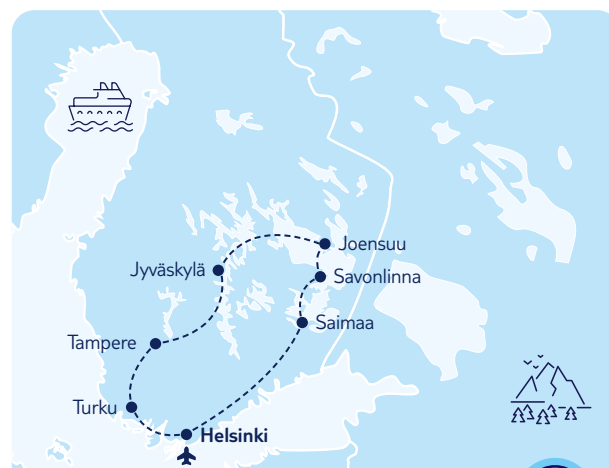 Joensuu
Jyväskylä
Savonlinna
Saimaa
Tampere
Turku
Helsinki